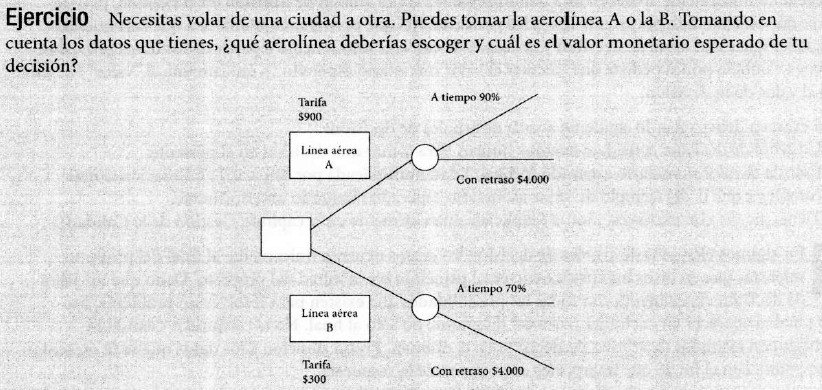 Ejercicio Necesitas volar de una ciudad a otra. Puedes tomar la aerolínea A o la B. Tomando en
cuenta los datos que tienes, ¿qué aerolínea deberías escoger y cuál es el valor monetario esperado de tu
decisión?
A tiempo 90%
Tarifa
$900
Línea aérea
A
Con retraso $4.000
A tiempo 70%
Línea aérea
B
Tarifa
$300
Con retraso $4.000